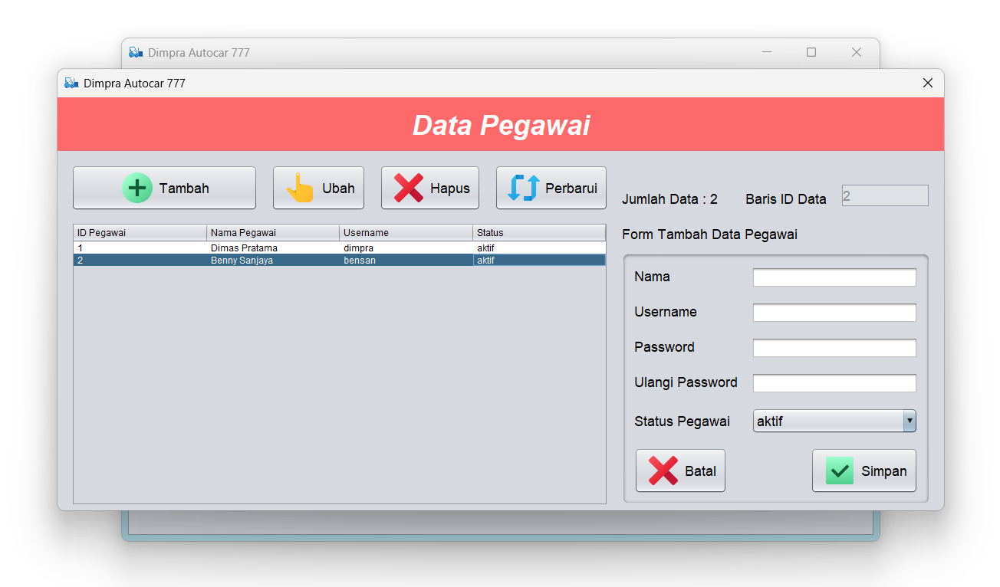 Dimpra Autocar 777
Dimpra Autocar 777
Data Pegawai
Tambah Ubah Hapus Perbarui
Jumlah Data : 2 Baris ID Data 2
ID Pegawai Nama Pegawai Username Status
1 Dimas Pratama dimpra aktif
2 Benny Sanjaya bensan aktif
Form Tambah Data Pegawai
Nama
Username
Password
Ulangi Password
Status Pegawai aktif
Batal Simpan